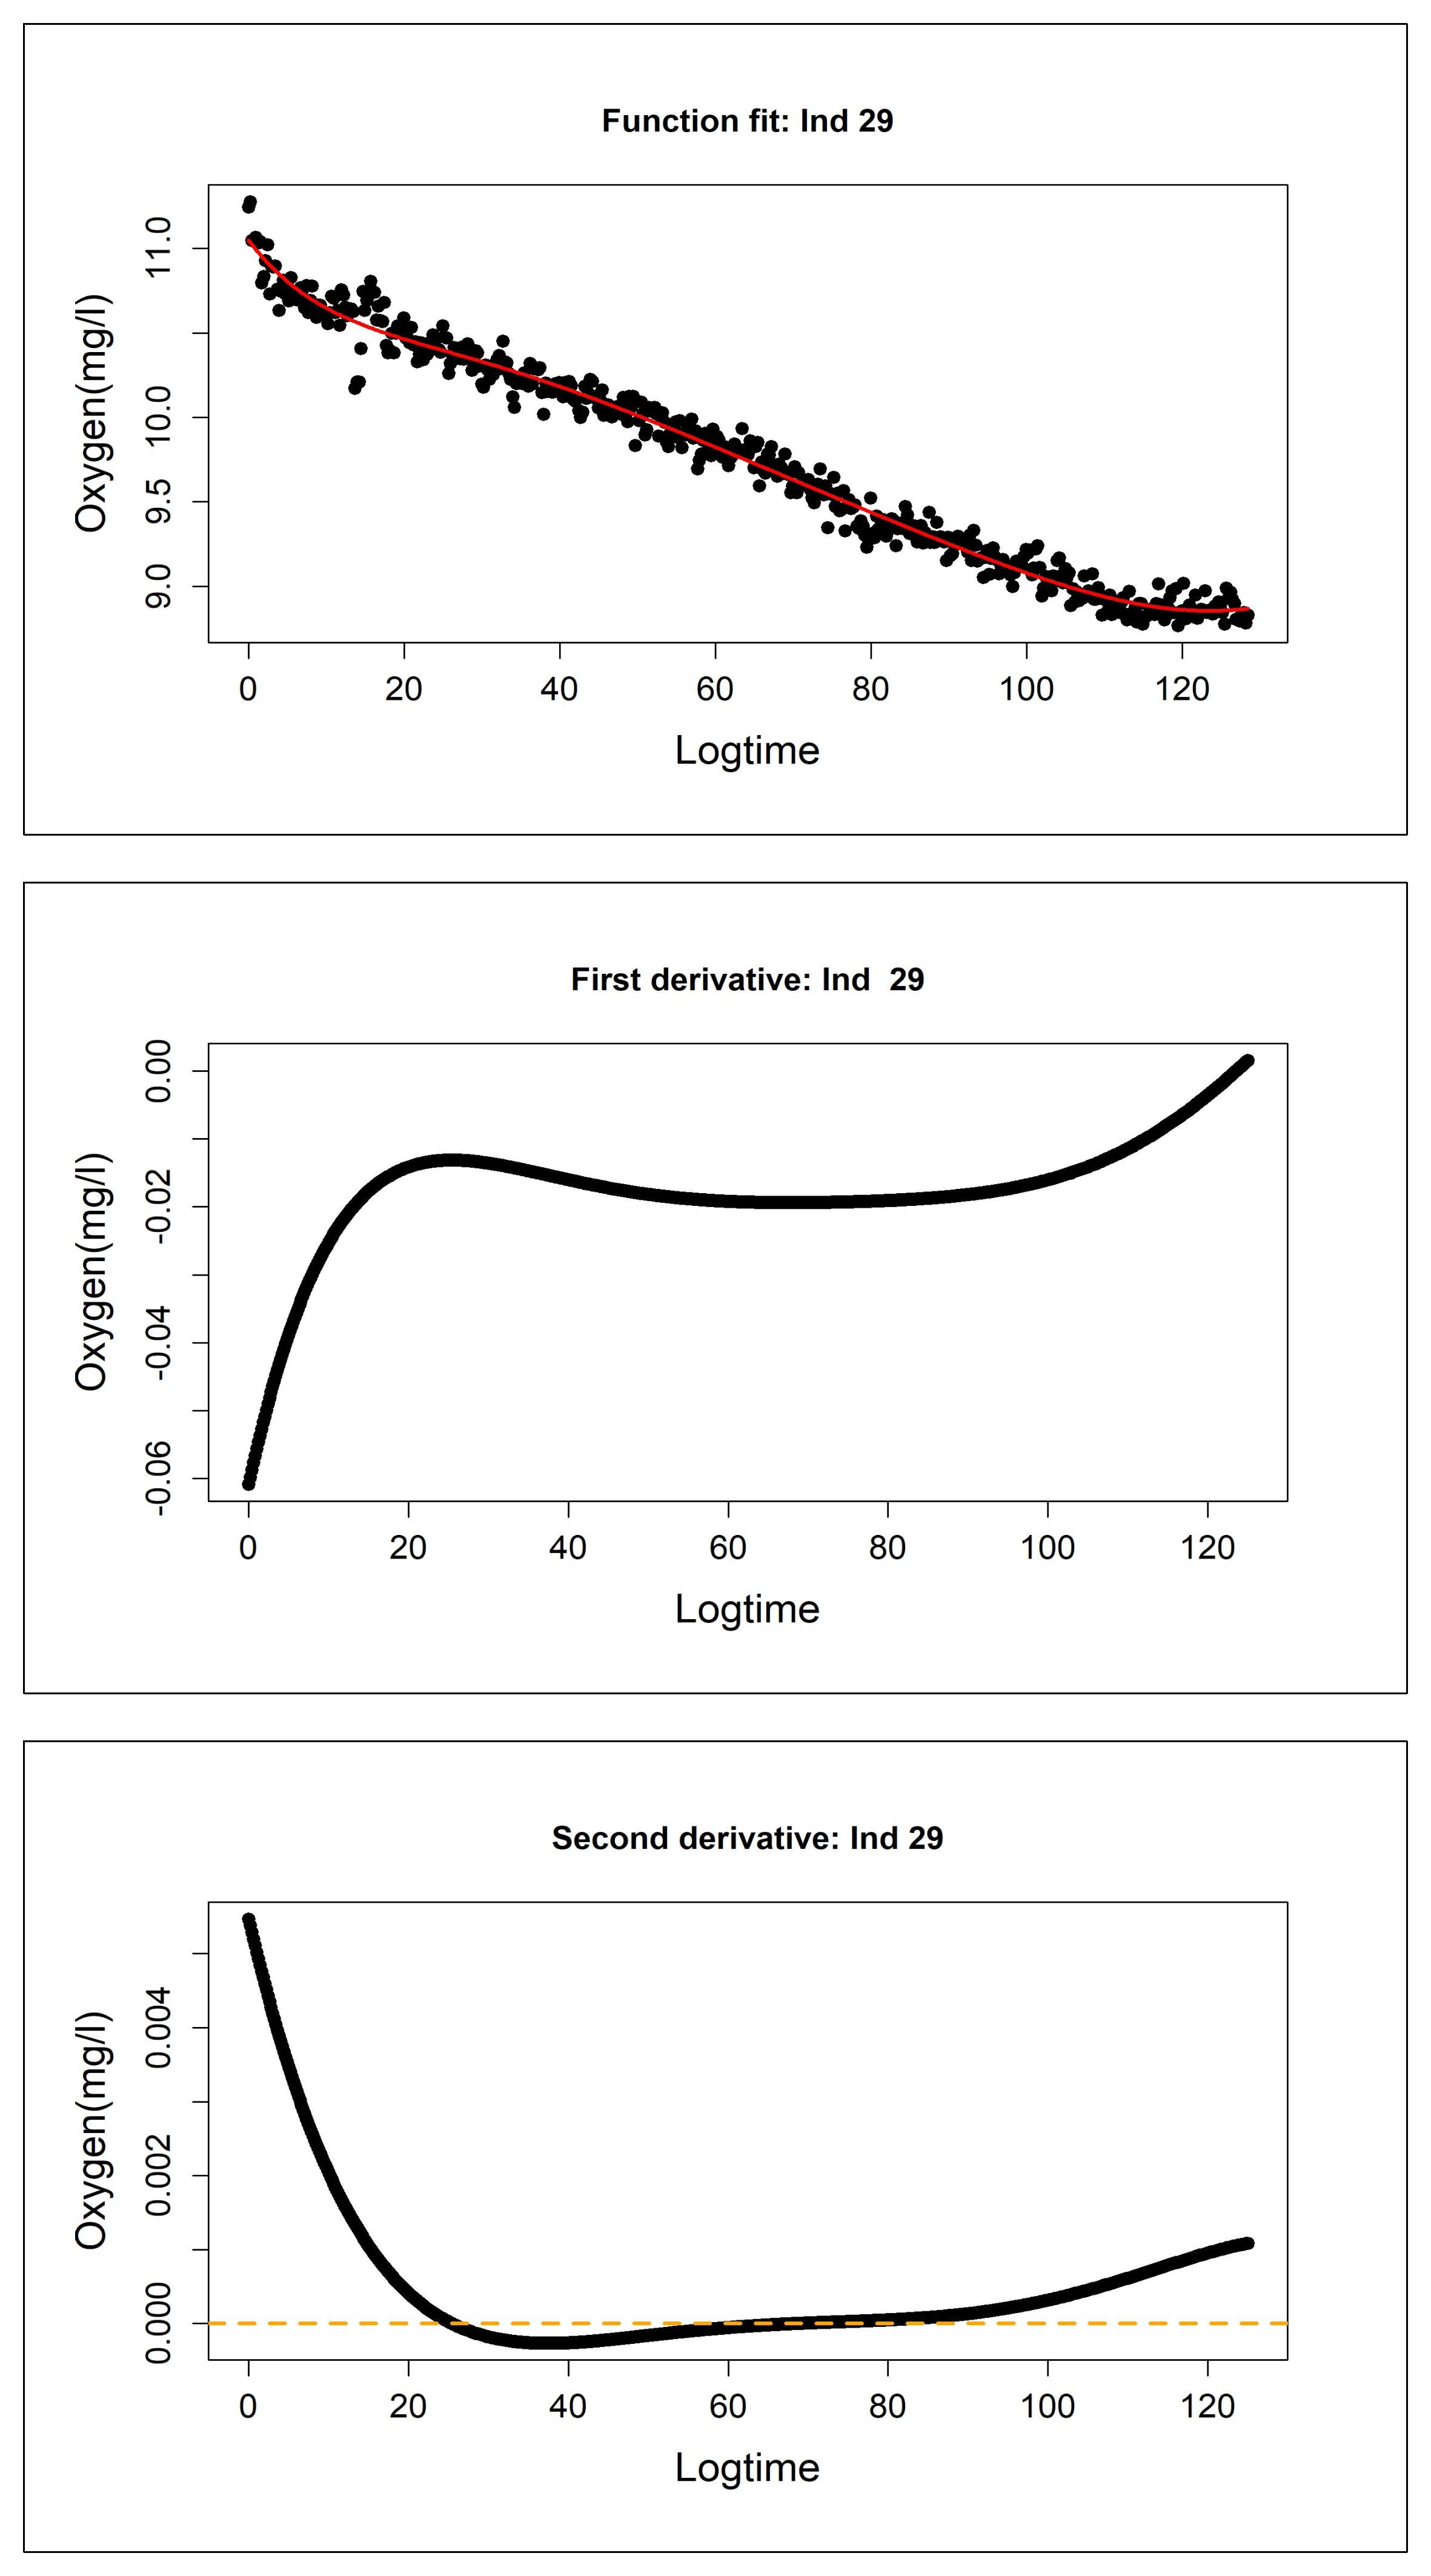 Function fit: Ind 29
Oxygen(mg/l)
11.0
10.0
9.5
9.0
0 20 40 60 80 100 120
Logtime
First derivative: Ind  29
Oxygen(mg/l)
0.00
-0.02
-0.04
-0.06
0 20 40 60 80 100 120
Logtime
Second derivative: Ind 29
Oxygen(mg/l)
0.004
0.002
0.000
0 20 40 60 80 100 120
Logtime